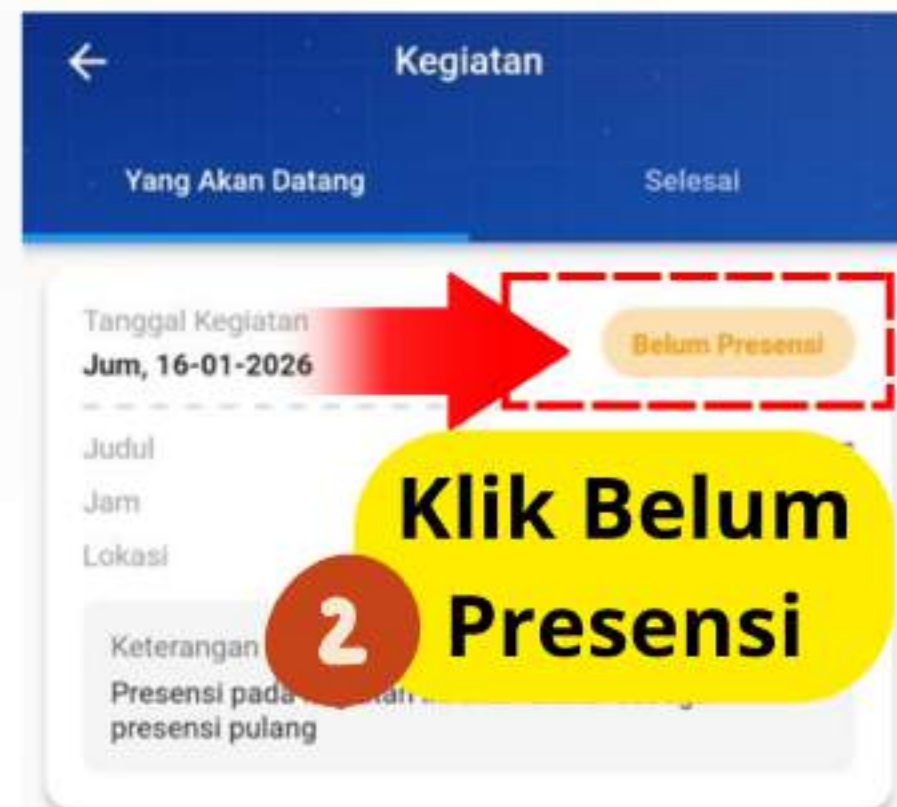 Kegiatan
Yang Akan Datang
Selesai
Tanggal Kegiatan
Jum, 16-01-2026
Belum Presensi
Judul
Jam
Lokasi
Klik Belum
Presensi
2
Keterangan
Presensi pada
presensi pulang